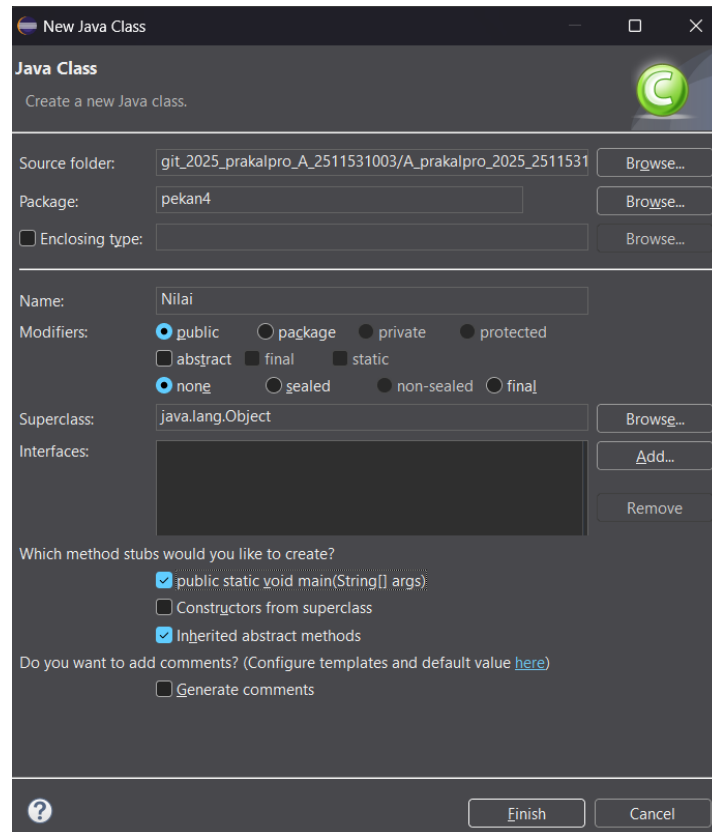 New Java Class
Java Class
Create a new Java class.
Source folder: git_2025_prakalpro_A_2511531003/A_prakalpro_2025_2511531 Browse...
Package: pekan4 Browse...
Enclosing type: Browse...
Name: Nilai
Modifiers: public package private protected
abstract final static
none sealed non-sealed final
Superclass: java.lang.Object Browse...
Interfaces: Add...
Remove
Which method stubs would you like to create?
public static void main(String[] args)
Constructors from superclass
Inherited abstract methods
Do you want to add comments? (Configure templates and default value here)
Generate comments
? Finish Cancel